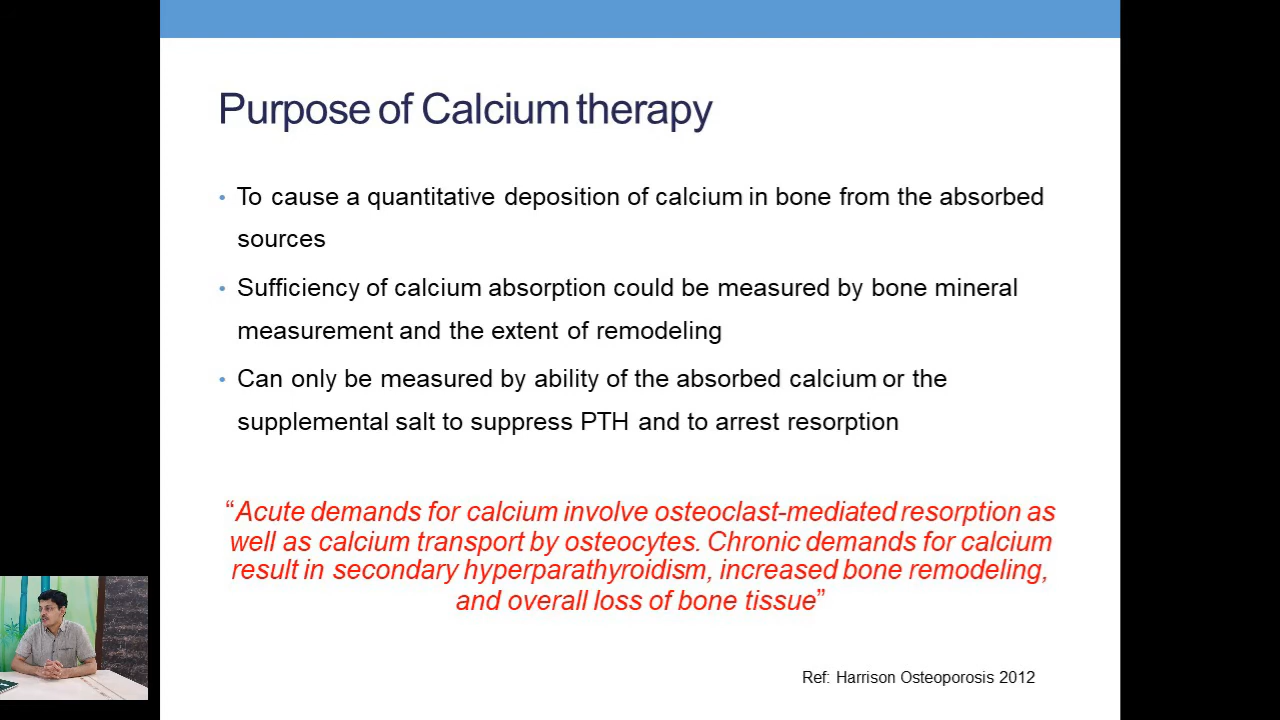 Purpose of Calcium therapy
• To cause a quantitative deposition of calcium in bone from the absorbed
sources
• Sufficiency of calcium absorption could be measured by bone mineral
measurement and the extent of remodeling
• Can only be measured by ability of the absorbed calcium or the
supplemental salt to suppress PTH and to arrest resorption
“Acute demands for calcium involve osteoclast-mediated resorption as
well as calcium transport by osteocytes. Chronic demands for calcium
result in secondary hyperparathyroidism, increased bone remodeling,
and overall loss of bone tissue”
Ref: Harrison Osteoporosis 2012